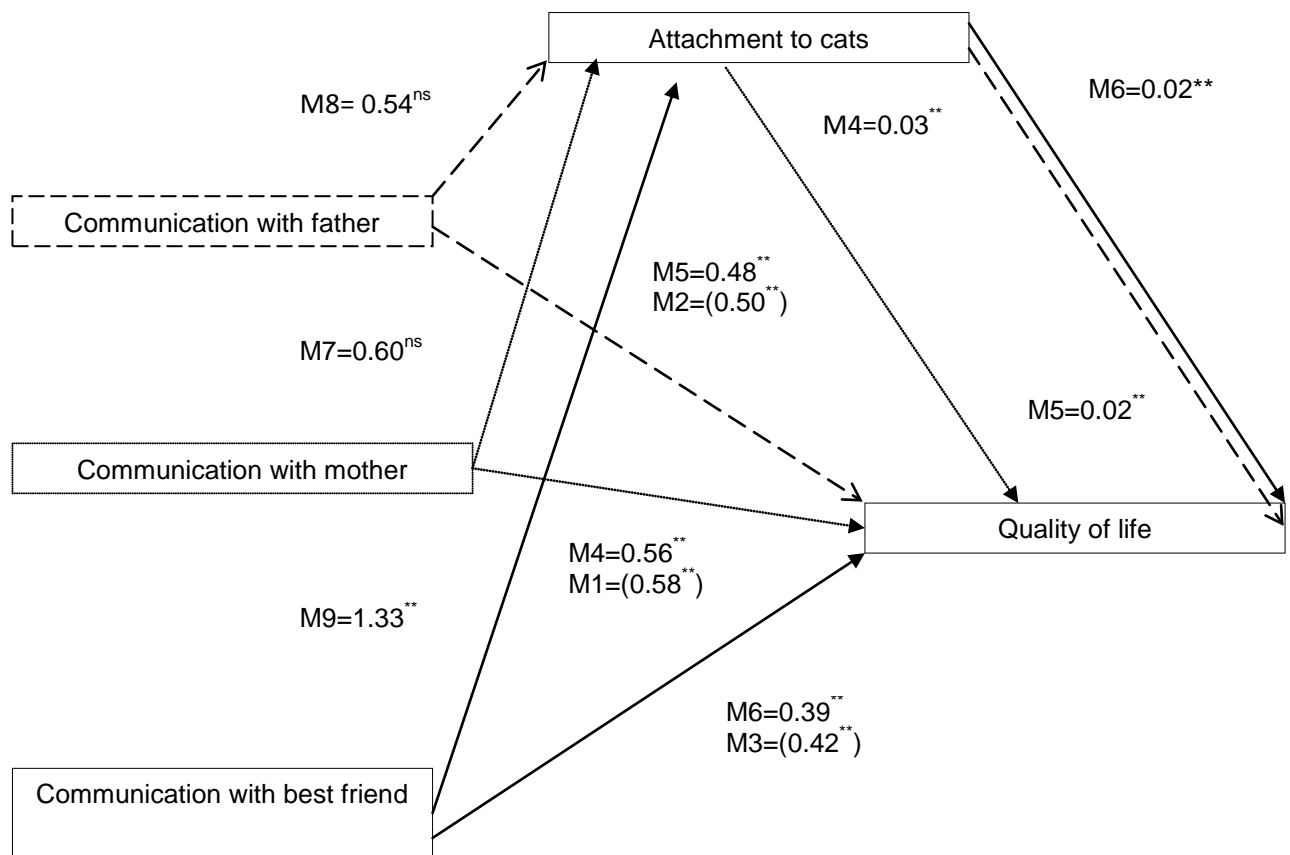 Attachment to cats
M8= 0.54ns
M6=0.02**
M4=0.03**
Communication with father
M5=0.48**
M2=(0.50**)
M7=0.60ns
M5=0.02**
Communication with mother
Quality of life
M4=0.56**
M1=(0.58**)
M9=1.33**
M6=0.39**
M3=(0.42**)
Communication with best friend